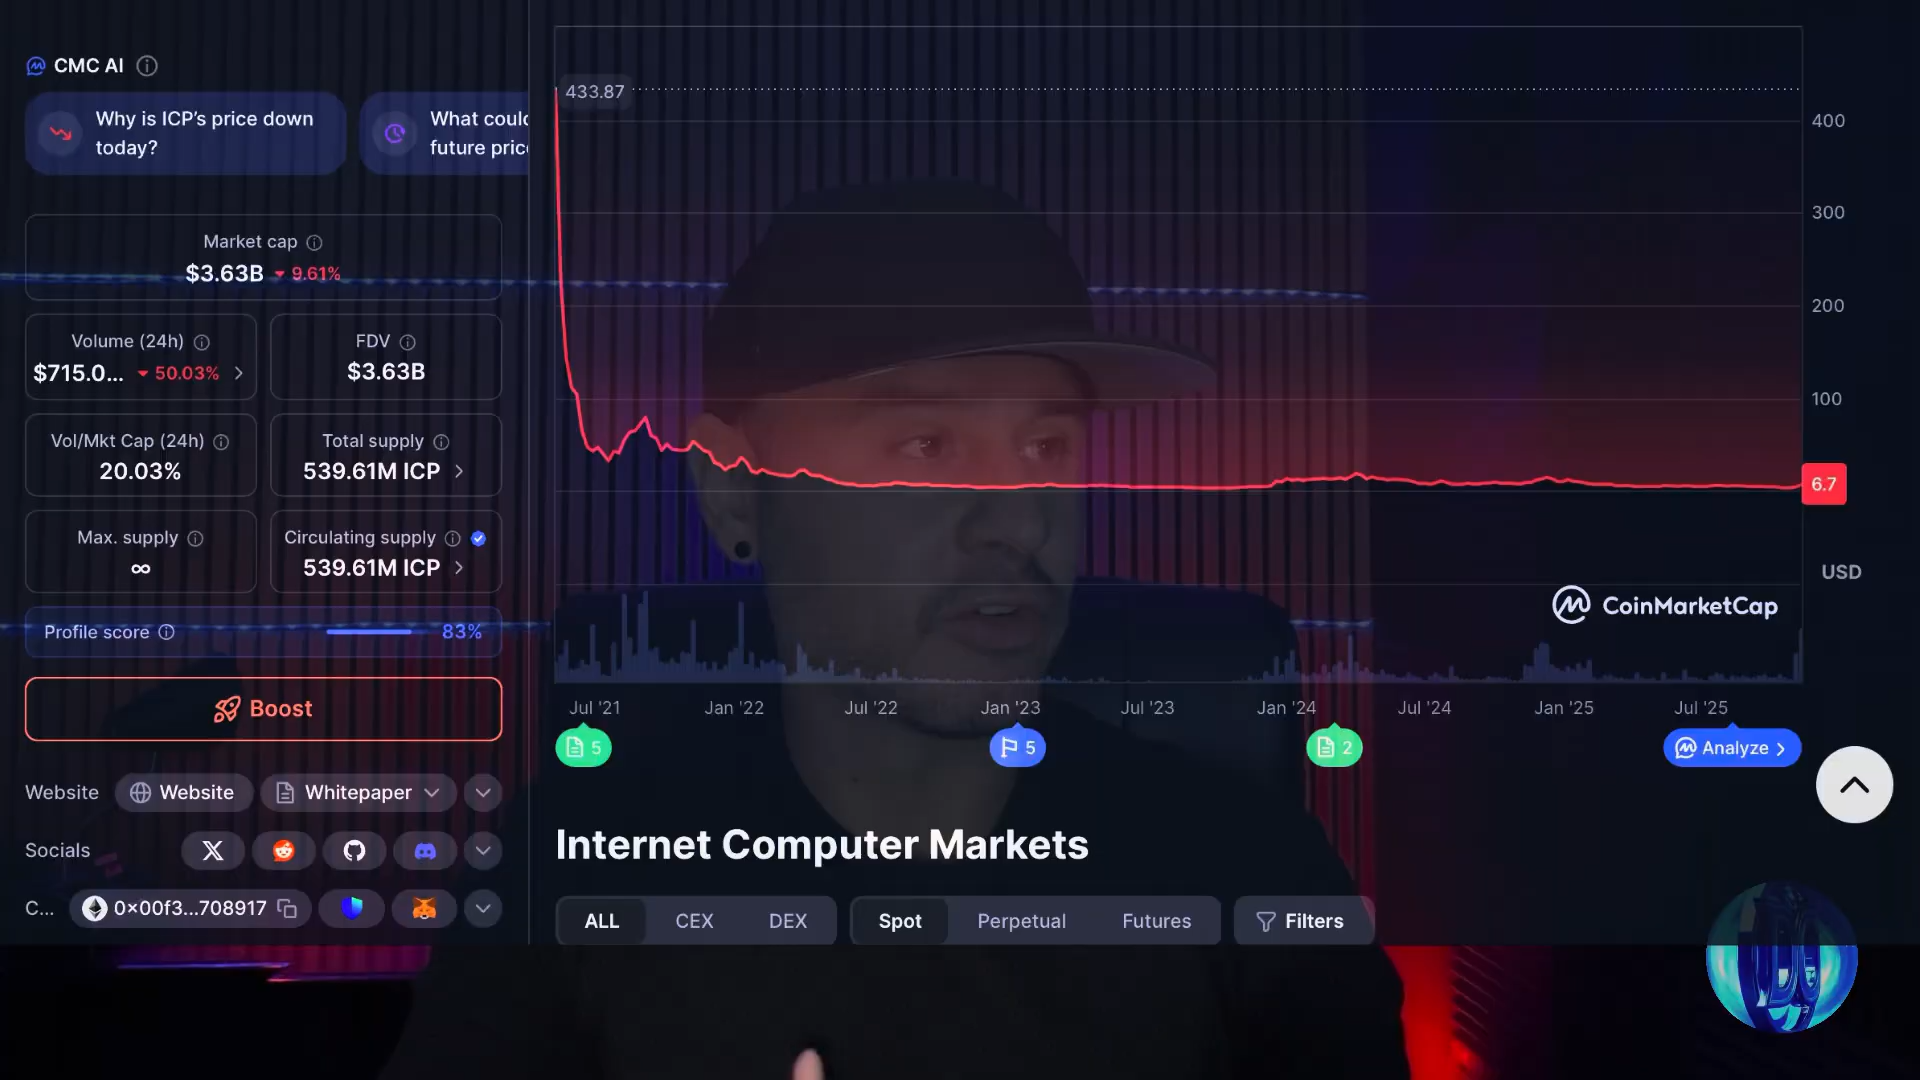 CMC AI
Why is ICP's price down
today?
What coul
future pric
Market cap
$3.63B 9.61%
Volume (24h)
$715.0... 50.03%
FDV
$3.63B
Vol/Mkt Cap (24h)
20.03%
Total supply
539.61M ICP
Max. supply
∞
Circulating supply
539.61M ICP
Profile score 83%
Boost
Website Website Whitepaper
Socials
C... 0x00f3...708917
433.87
400
300
200
100
6.7
USD
CoinMarketCap
Jul '21 Jan '22 Jul '22 Jan '23 Jul '23 Jan '24 Jul '24 Jan '25 Jul '25
5 5 2 Analyze
Internet Computer Markets
ALL CEX DEX Spot Perpetual Futures Filters